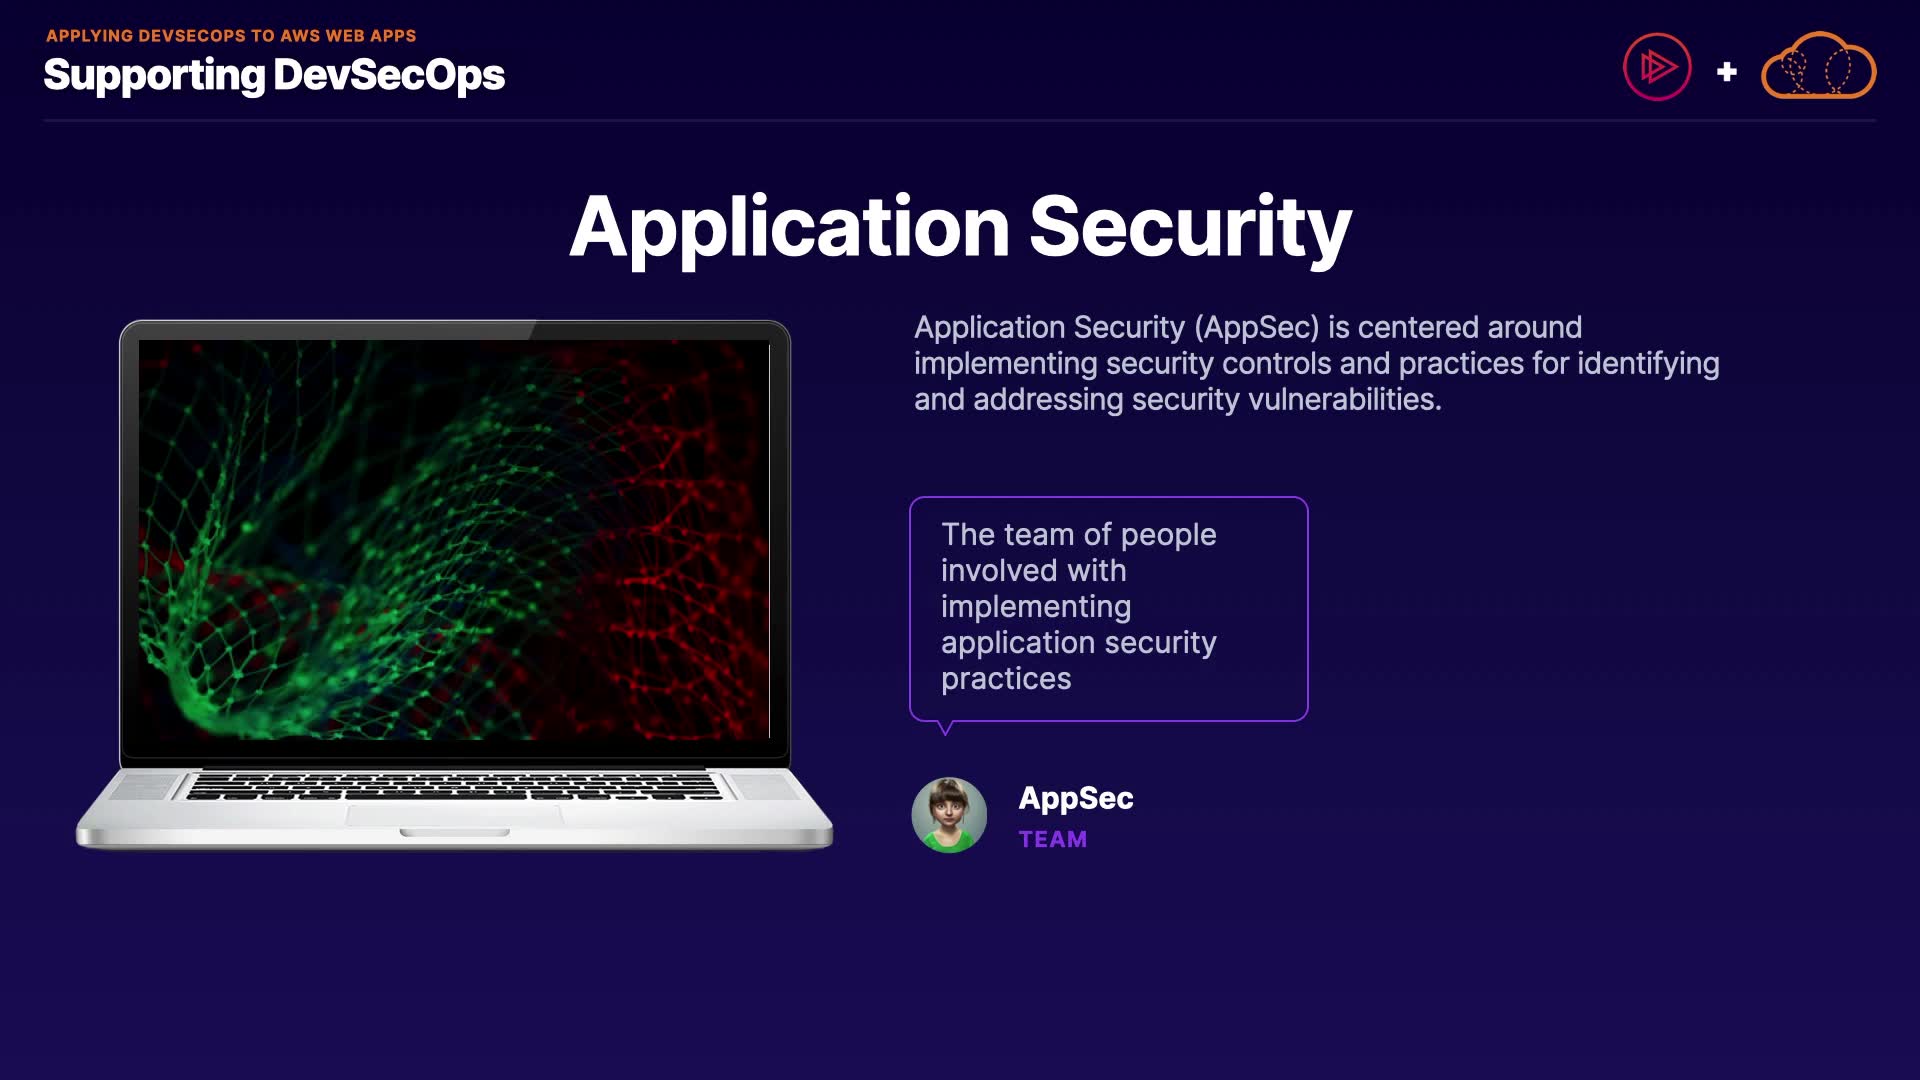 APPLYING DEVSECOPS TO AWS WEB APPS
Supporting DevSecOps
+
Application Security
Application Security (AppSec) is centered around
implementing security controls and practices for identifying
and addressing security vulnerabilities.
The team of people
involved with
implementing
application security
practices
AppSec
TEAM